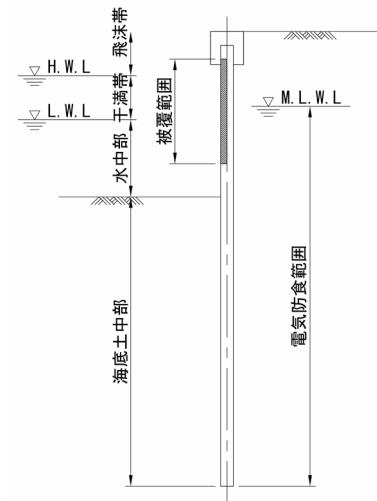 飛沫帯
H.W.L
干満帯
L.W.L
水中部
海底土中部
被覆範囲
M.L.W.L
電気防食範囲